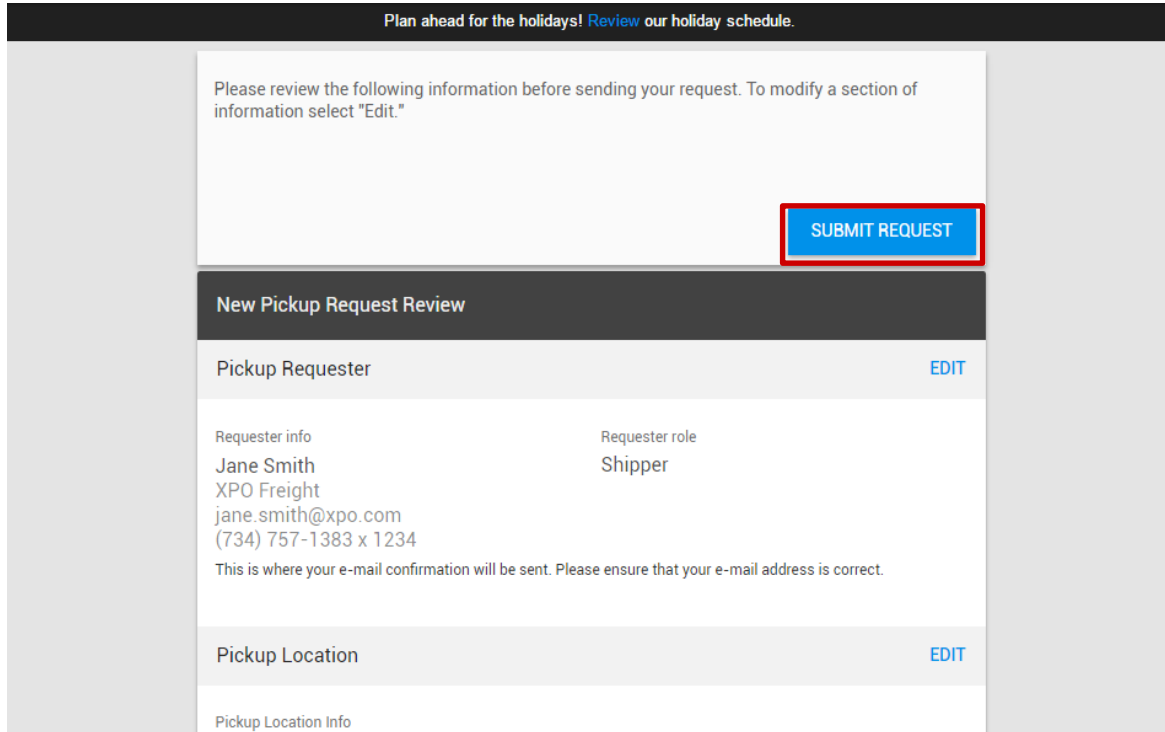 Plan ahead for the holidays! Review our holiday schedule.
Please review the following information before sending your request. To modify a section of
information select "Edit."
SUBMIT REQUEST
New Pickup Request Review
Pickup Requester
EDIT
Requester info
Requester role
Jane Smith
Shipper
XPO Freight
jane.smith@xpo.com
(734) 757-1383 x 1234
This is where your e-mail confirmation will be sent. Please ensure that your e-mail address is correct.
Pickup Location
EDIT
Pickup Location Info